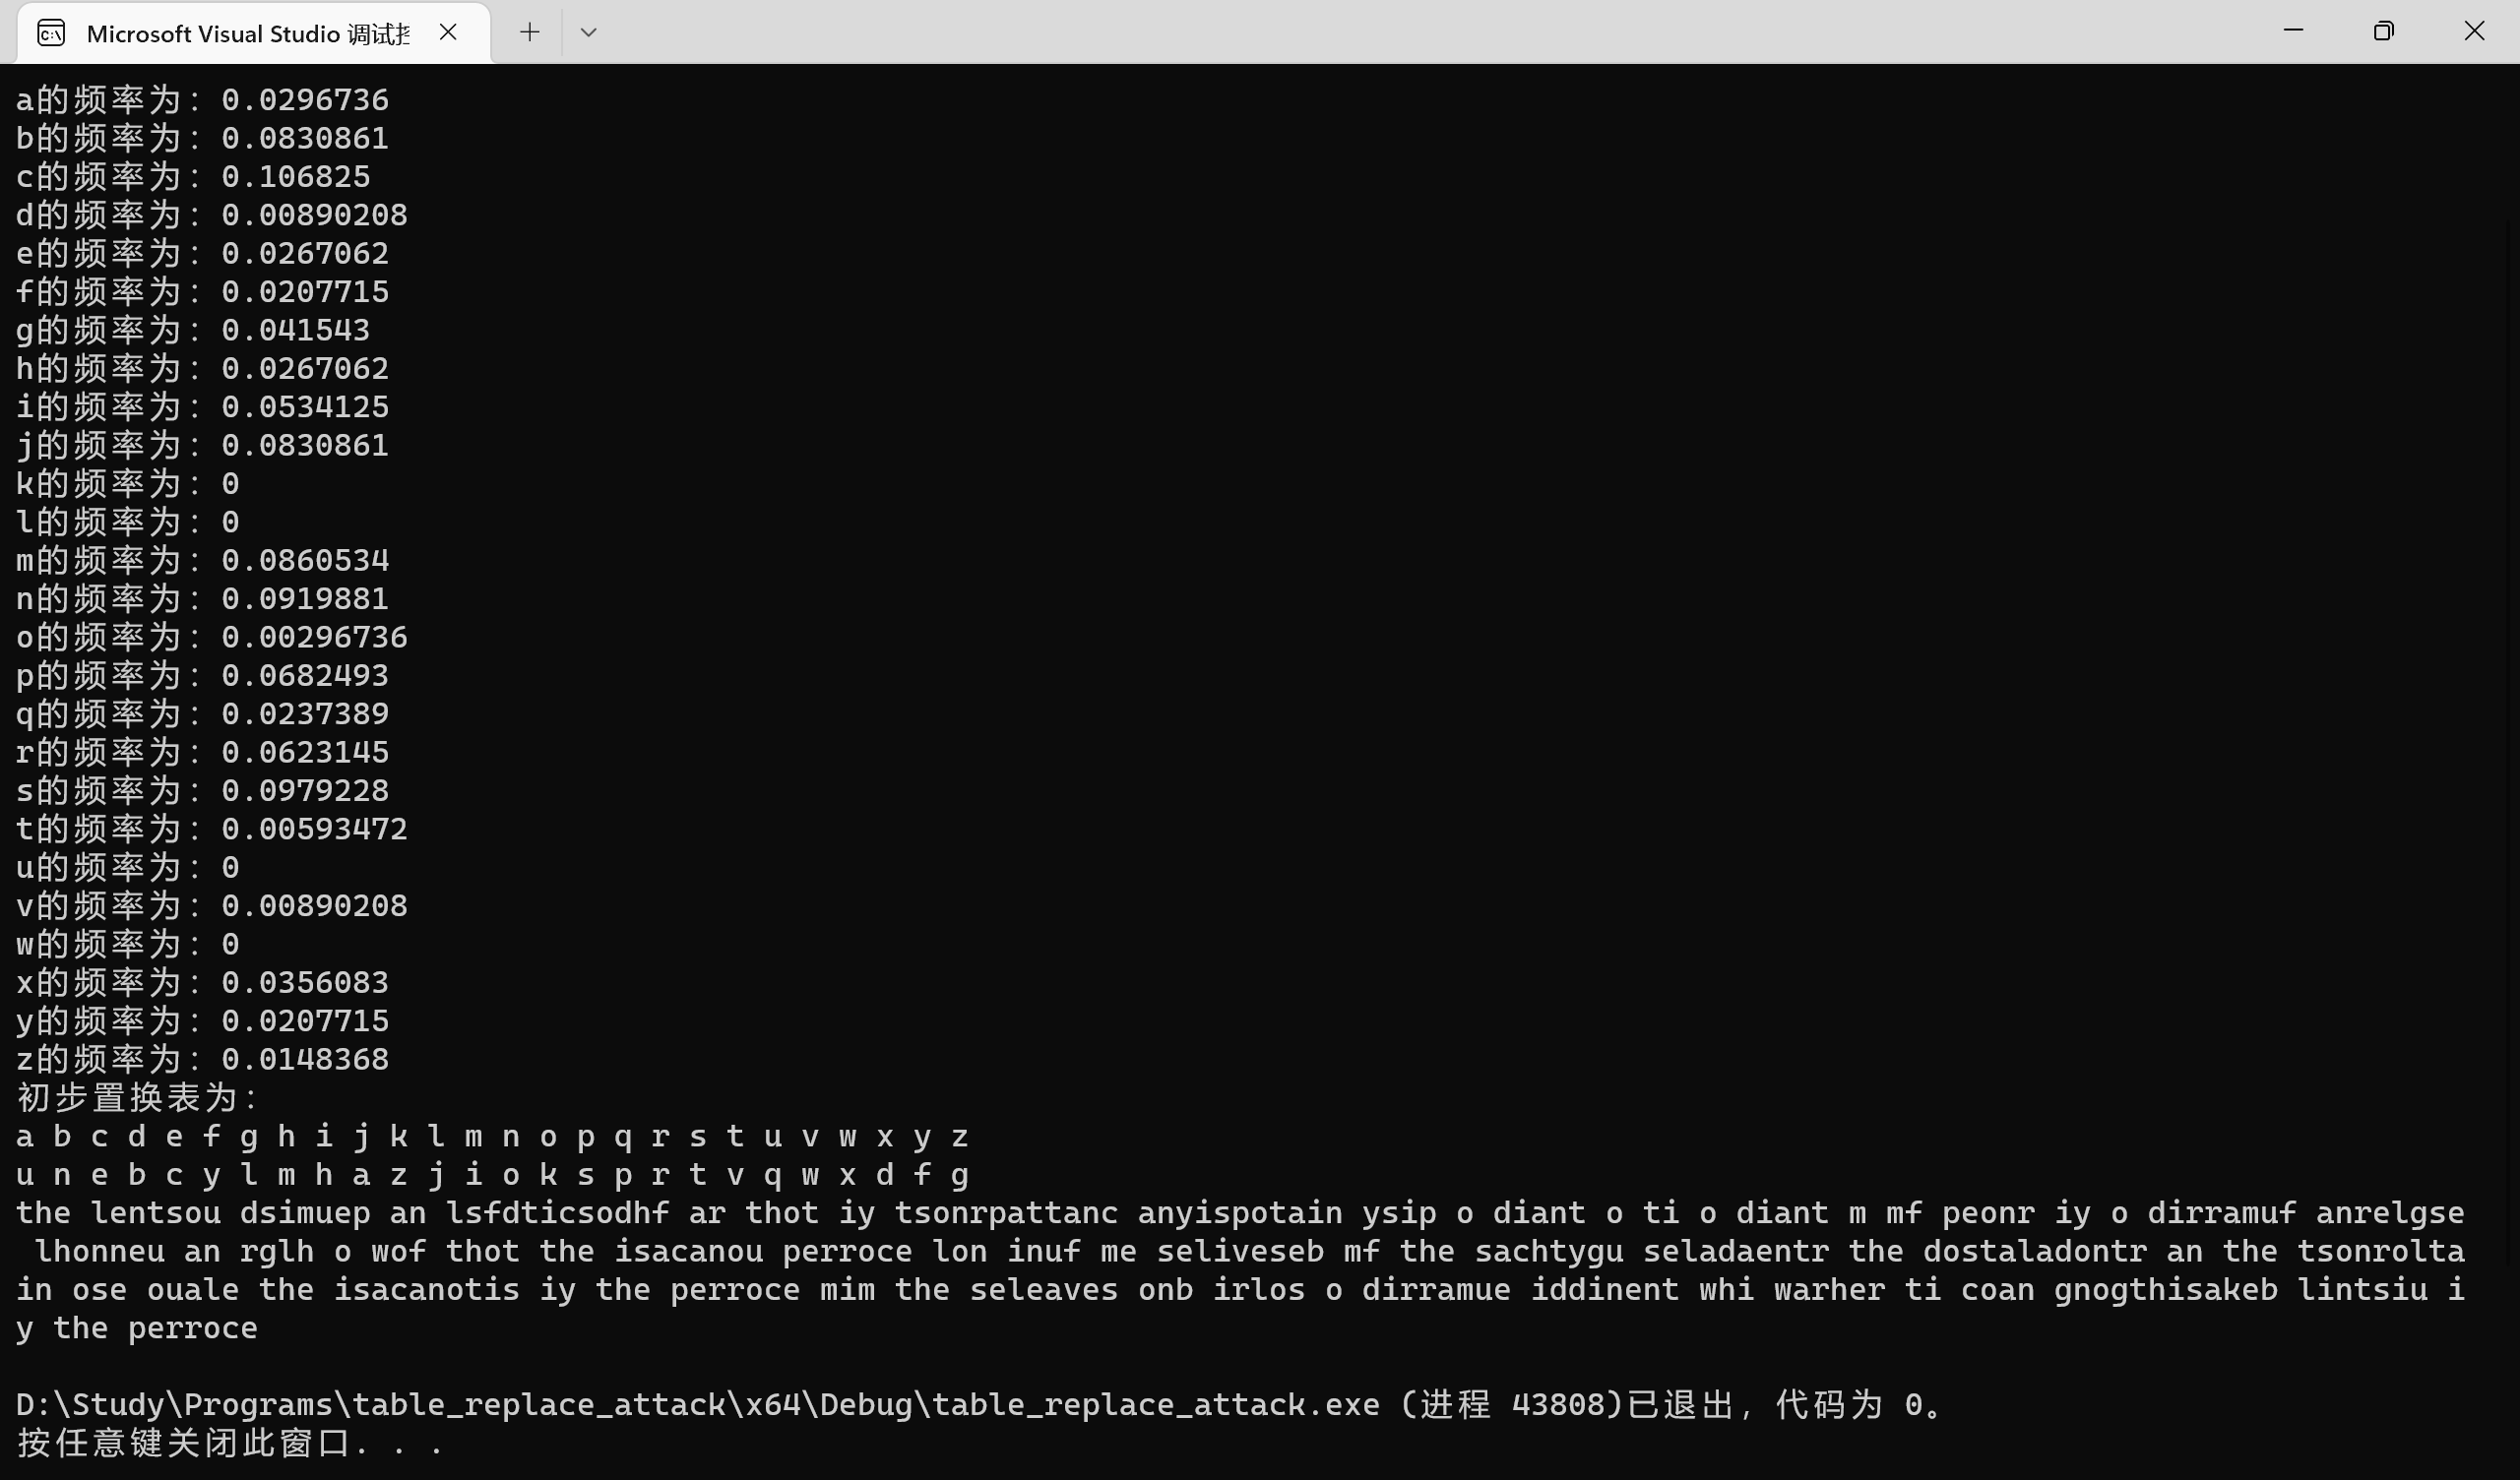 Microsoft Visual Studio 调试
a的频率为：0.0296736
b的频率为：0.0830861
c的频率为：0.106825
d的频率为：0.00890208
e的频率为：0.0267062
f的频率为：0.0207715
g的频率为：0.041543
h的频率为：0.0267062
i的频率为：0.0534125
j的频率为：0.0830861
k的频率为：0
l的频率为：0
m的频率为：0.0860534
n的频率为：0.0919881
o的频率为：0.00296736
p的频率为：0.0682493
q的频率为：0.0237389
r的频率为：0.0623145
s的频率为：0.0979228
t的频率为：0.00593472
u的频率为：0
v的频率为：0.00890208
w的频率为：0
x的频率为：0.0356083
y的频率为：0.0207715
z的频率为：0.0148368
初步置换表为：
a b c d e f g h i j k l m n o p q r s t u v w x y z
u n e b c y l m h a z j i o k s p r t v q w x d f g
the lentsou dsimuep an lsfdticsodhf ar thot iy tsonrpattanc anyispotain ysip o diant o ti o diant m mf peonr iy o dirramuf anrelgse
 lhonneu an rglh o wof thot the isacanou perroce lon inuf me seliveseb mf the sachtygu seladaentr the dostaladontr an the tsonrolta
in ose ouale the isacanotis iy the perroce mim the seleaves onb irlos o dirramue iddinent whi warher ti coan gnogthisakeb lintsiu i
y the perroce
D:\Study\Programs\table_replace_attack\x64\Debug\table_replace_attack.exe (进程 43808)已退出，代码为 0。
按任意键关闭此窗口. . .